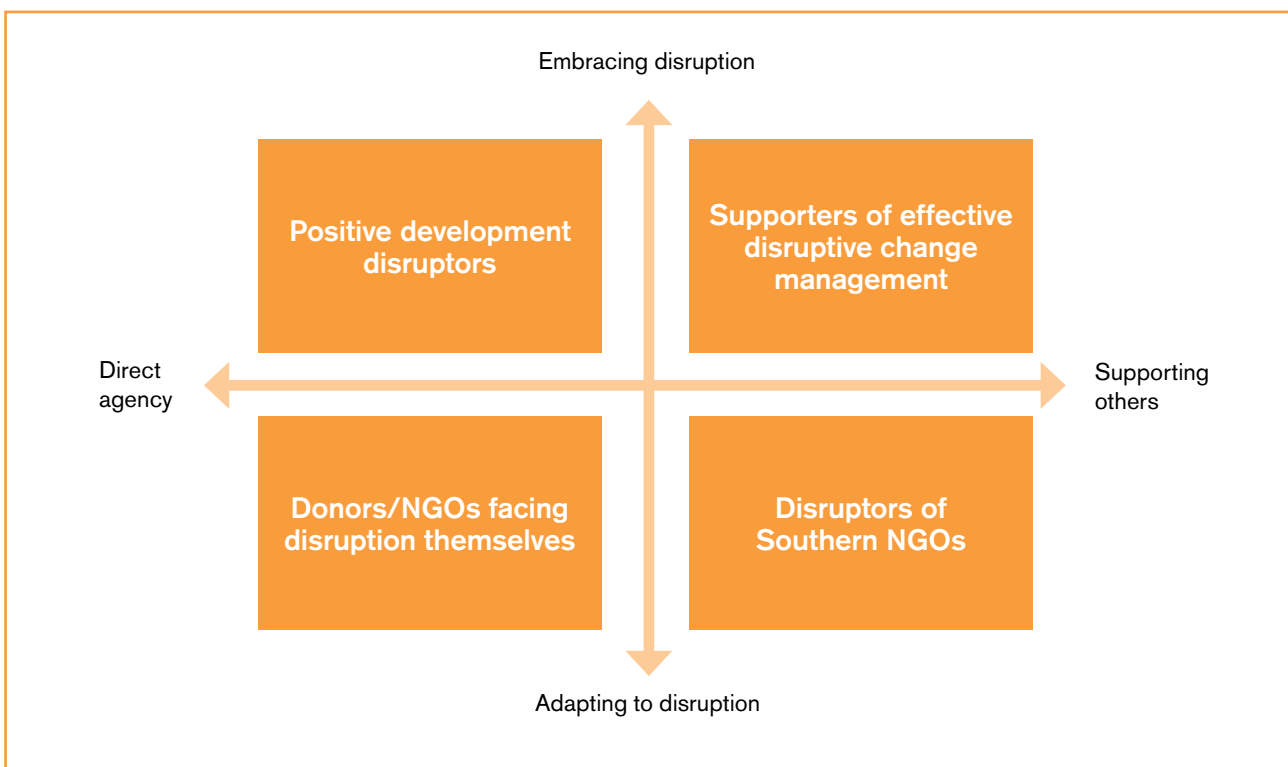 Embracing disruption
Positive development
disruptors
Supporters of effective
disruptive change
management
Direct
agency
Supporting
others
Donors/NGOs facing
disruption themselves
Disruptors of
Southern NGOs
Adapting to disruption